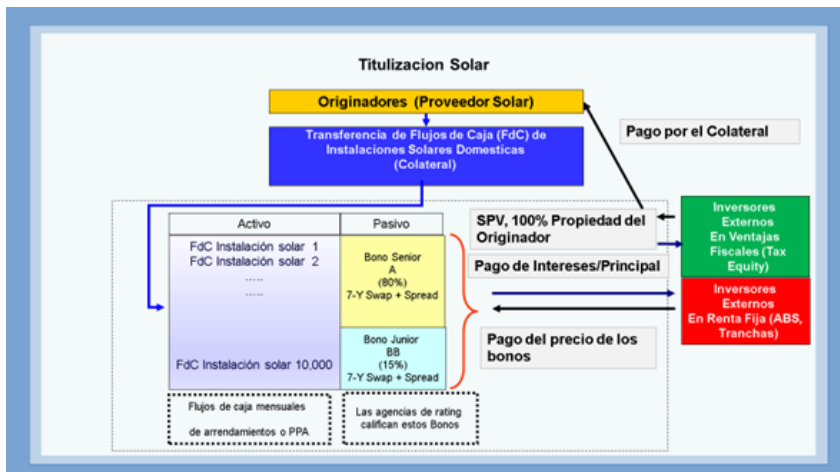 Titulizacion Solar
Originadores (Proveedor Solar)
Transferencia de Flujos de Caja (FdC) de
Instalaciones Solares Domesticas
(Colateral)
Pago por el Colateral
Activo
Pasivo
FdC Instalación solar 1
FdC Instalación solar 2
.....
.....
FdC Instalación solar 10,000
Bono Senior
A
(80%)
7-Y Swap + Spread
Bono Junior
BB
(15%)
7-Y Swap + Spread
SPV, 100% Propiedad del
Originador
Pago de Intereses/Principal
Pago del precio de los
bonos
Inversores
Externos
En Ventajas
Fiscales (Tax
Equity)
Inversores
Externos
En Renta Fija (ABS,
Tranchas)
Flujos de caja mensuales
de arrendamientos o PPA
Las agencias de rating
califican estos Bonos